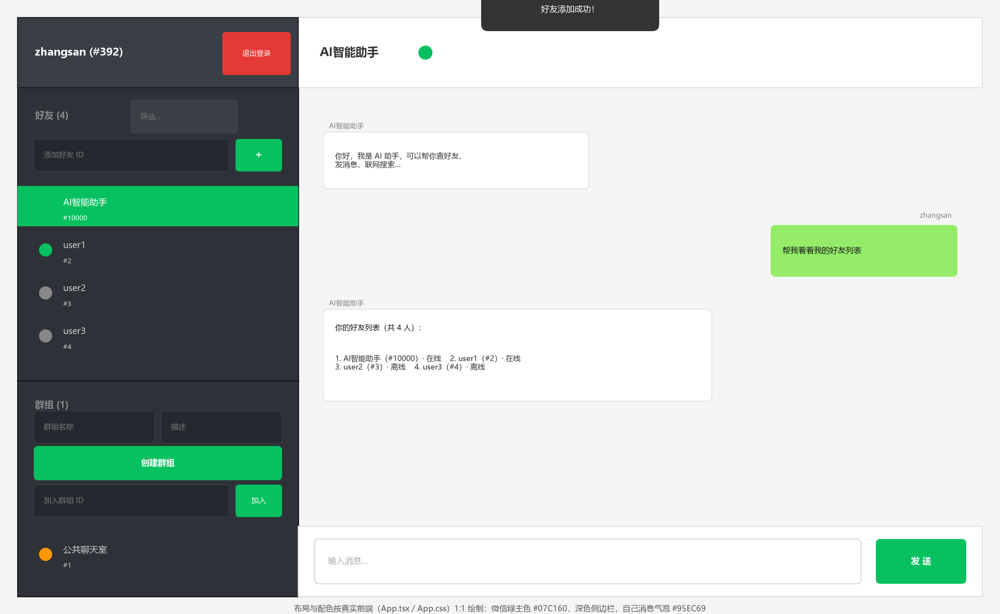 好友添加成功！
zhangsan (#392)
退出登录
AI智能助手
好友 (4)
筛选...
添加好友 ID
+
AI智能助手
#10000
user1
#2
user2
#3
user3
#4
群组 (1)
群组名称
描述
创建群组
加入群组 ID
加入
公共聊天室
#1
AI智能助手
你好，我是 AI 助手，可以帮你查好友、
发消息、联网搜索...
zhangsan
帮我看看我的好友列表
AI智能助手
你的好友列表（共 4 人）：
1. AI智能助手（#10000）· 在线    2. user1（#2）· 在线
3. user2（#3）· 离线    4. user3（#4）· 离线
输入消息...
发 送
布局与配色按真实前端（App.tsx / App.css）1:1 绘制：微信绿主色 #07C160，深色侧边栏，自己消息气泡 #95EC69